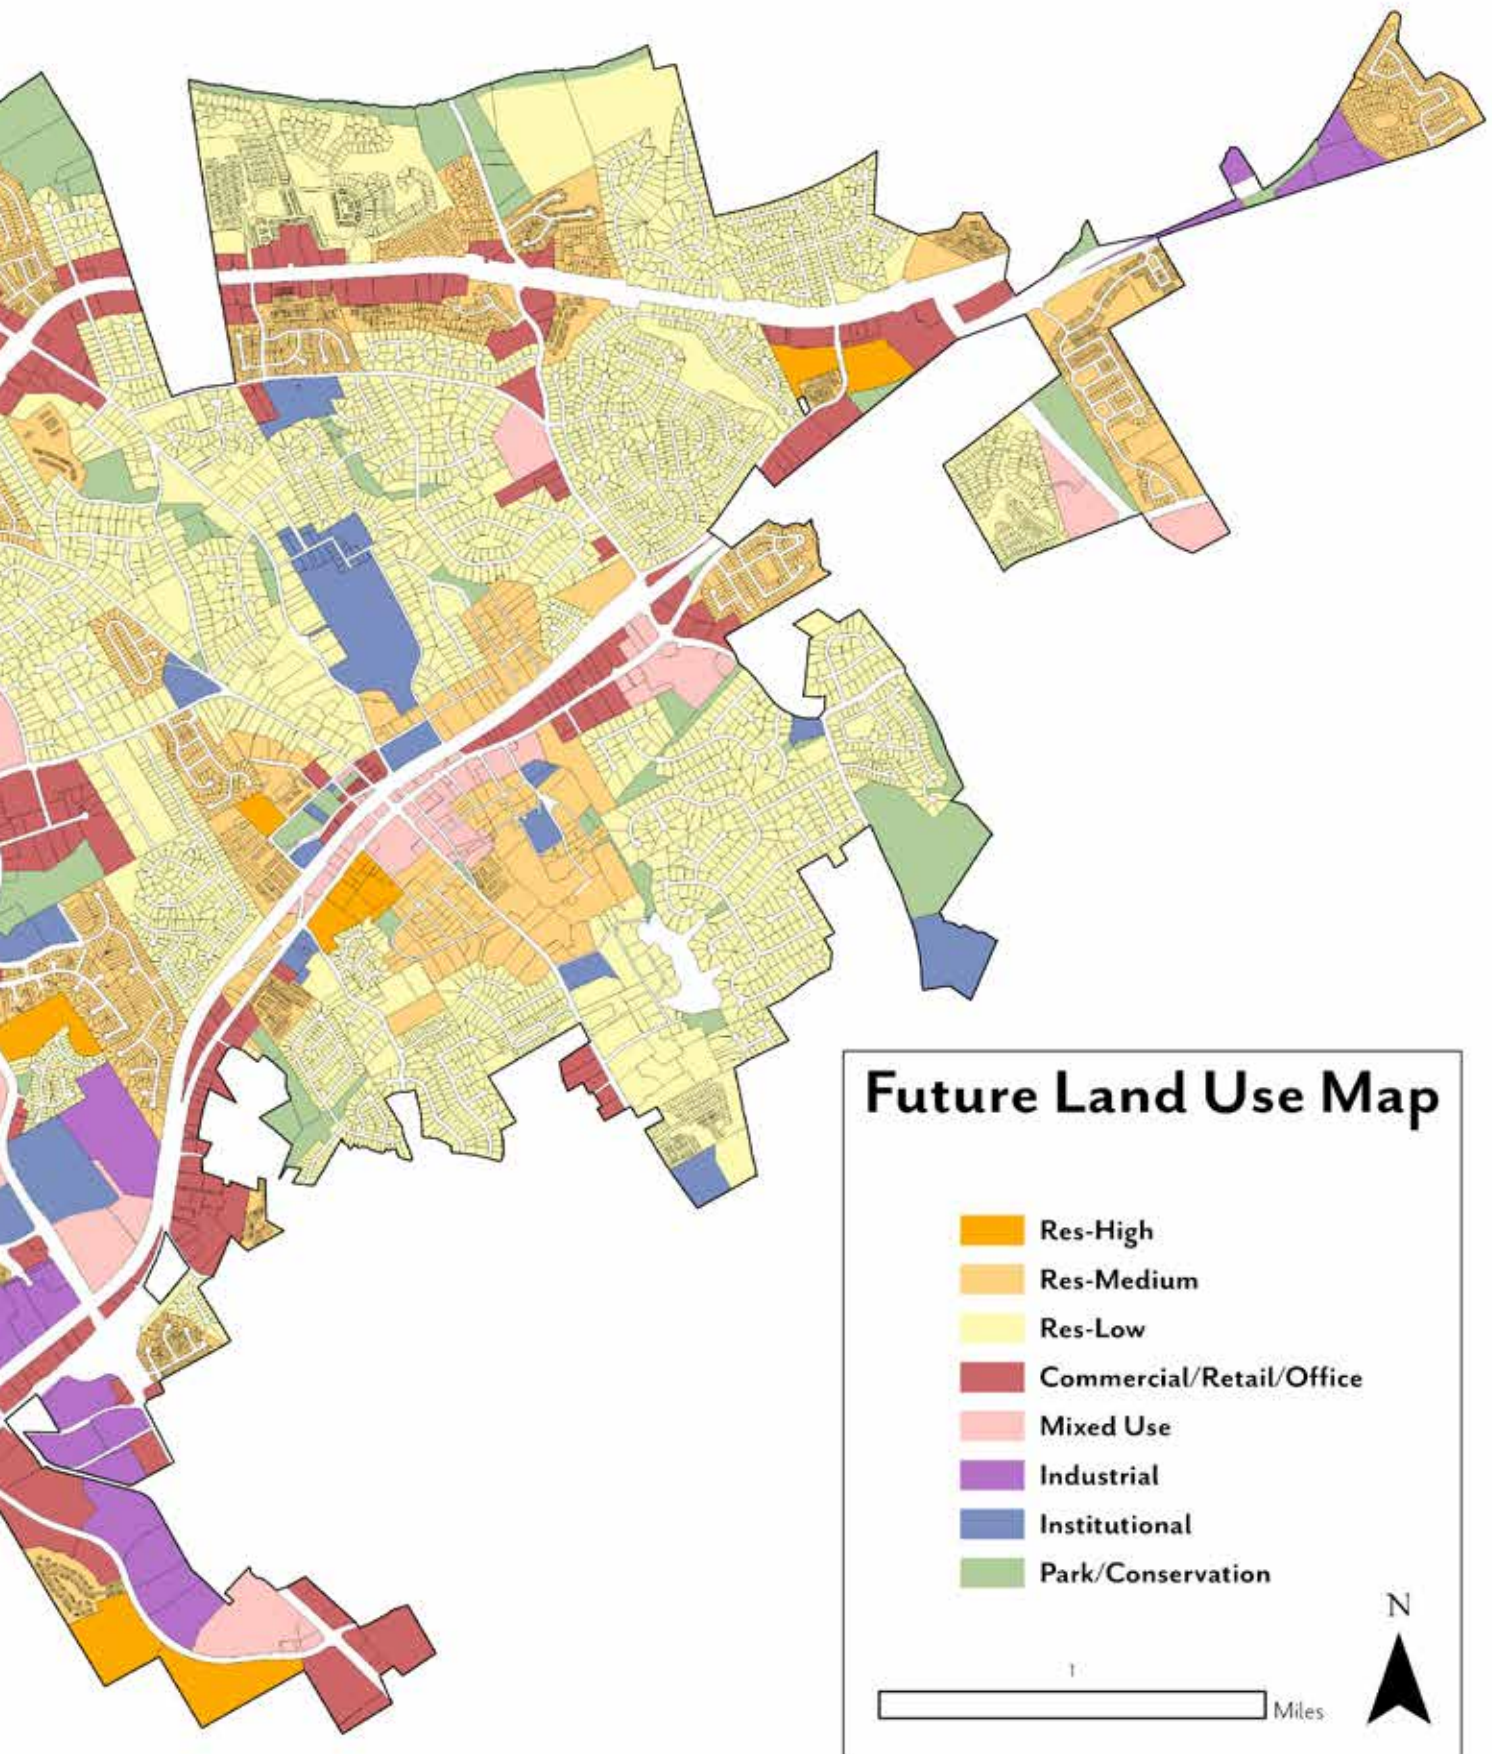 Future Land Use Map
Res-High
Res-Medium
Res-Low
Commercial/Retail/Office
Mixed Use
Industrial
Institutional
Park/Conservation
N
1
Miles